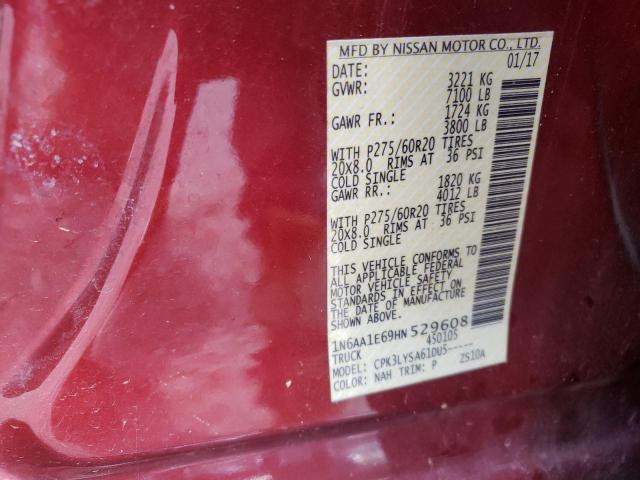 MFD BY NISSAN MOTOR CO., LTD.
DATE: 01/17
GVWR: 3221 KG
7100 LB
GAWR FR.: 1724 KG
3800 LB
WITH P275/60R20 TIRES
20X8.0 RIMS AT 36 PSI
COLD SINGLE
GAWR RR.: 1820 KG
4012 LB
WITH P275/60R20 TIRES
20X8.0 RIMS AT 36 PSI
COLD SINGLE
THIS VEHICLE CONFORMS TO
ALL APPLICABLE FEDERAL
MOTOR VEHICLE SAFETY
STANDARDS IN EFFECT ON
THE DATE OF MANUFACTURE
SHOWN ABOVE.
1N6AA1E69HN529608
TRUCK 450105
MODEL: CPK3LYSA61DUS-----
COLOR: NAH TRIM: P ZS10A